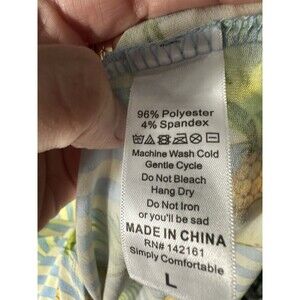 96% Polyester
4% Spandex
Machine Wash Cold
Gentle Cycle
Do Not Bleach
Hang Dry
Do Not Iron
or you'll be sad
MADE IN CHINA
RN# 142161
Simply Comfortable
L